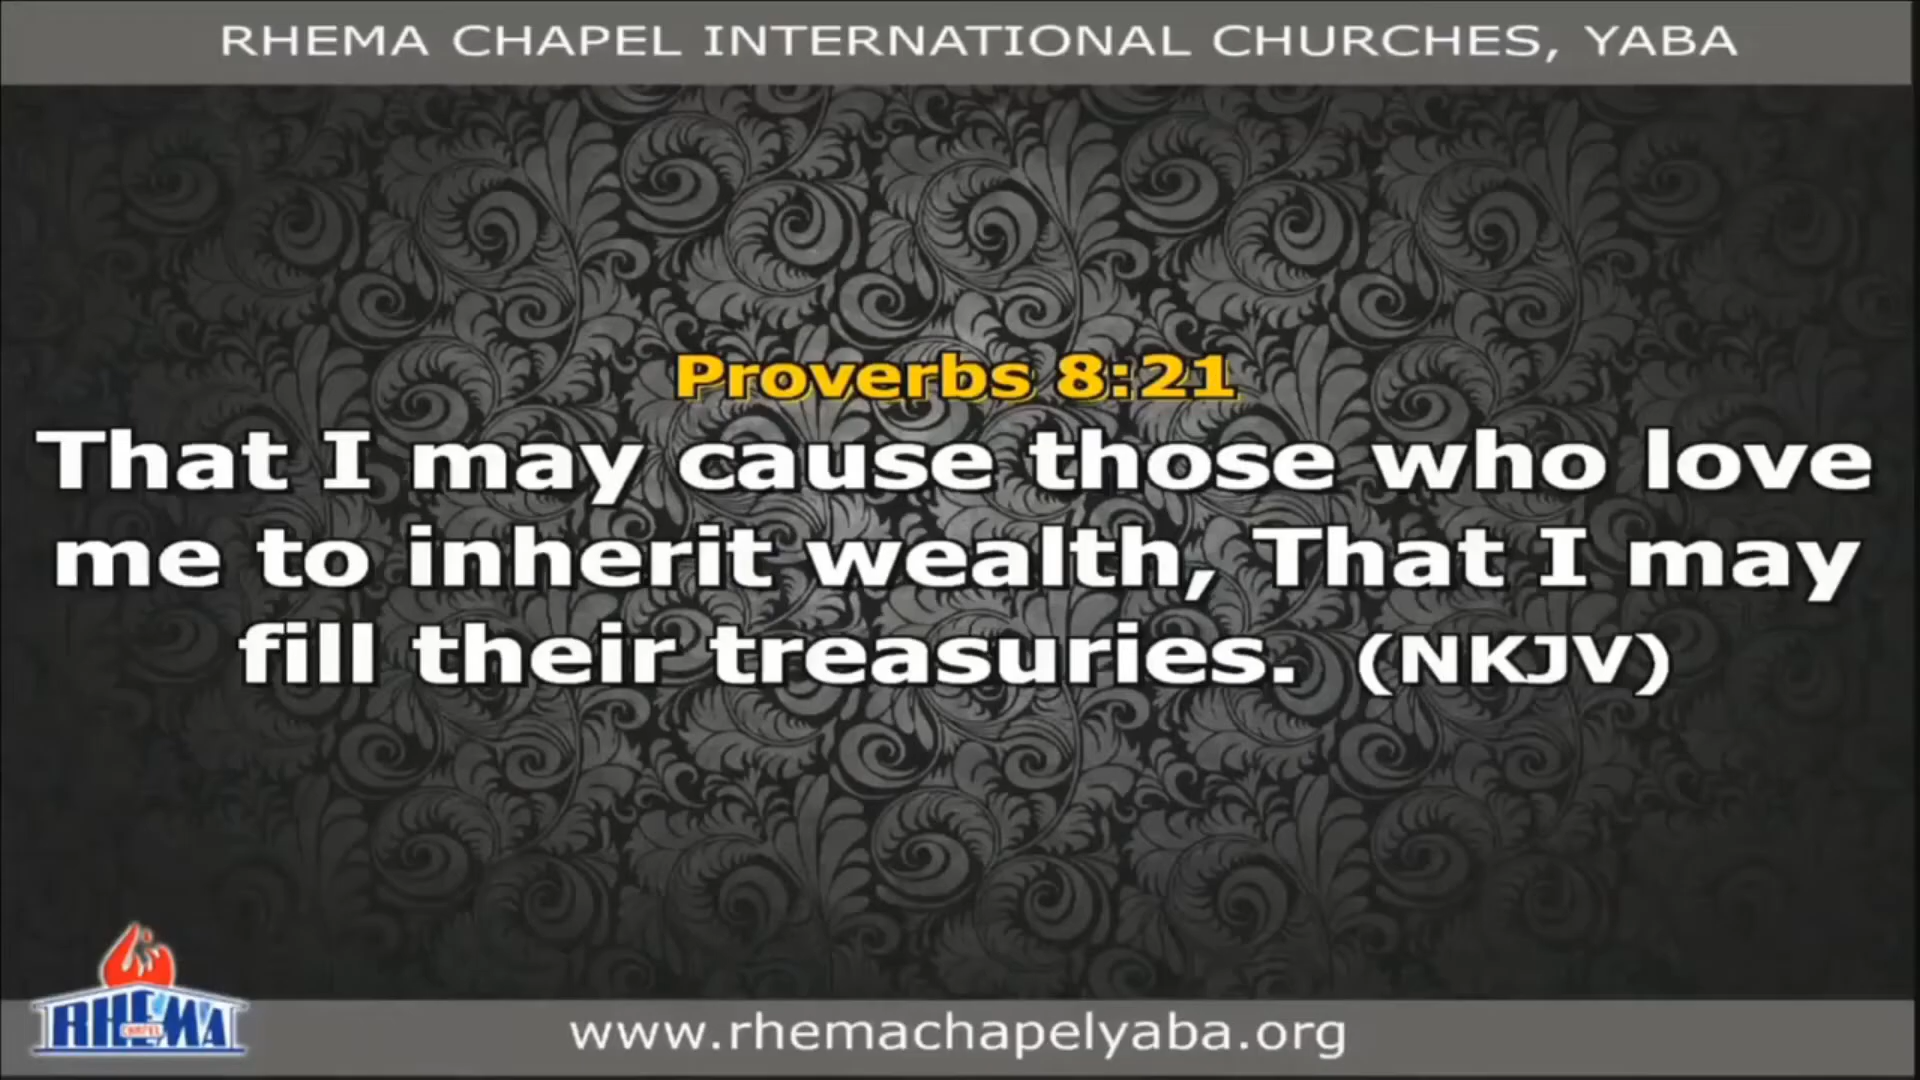 RHEMA CHAPEL INTERNATIONAL CHURCHES, YABA
Proverbs 8:21
That I may cause those who love
me to inherit wealth, That I may
fill their treasuries. (NKJV)
RHEMA
CHAPEL
www.rhemachapelyaba.org